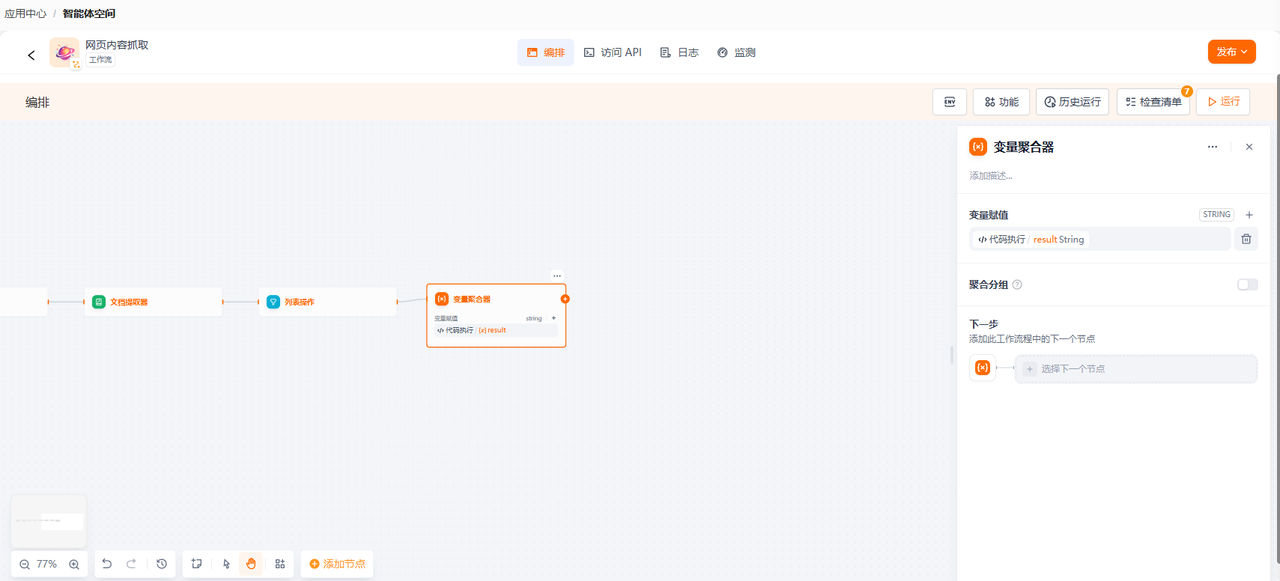 应用中心 / 智能体空间
网页内容抓取
工作流
编排
访问 API
日志
监测
发布
编排
ENV
功能
历史运行
检查清单
7
运行
文档提取器
列表操作
变量聚合器
变量赋值 string +
代码执行 (x) result
变量聚合器
添加描述...
变量赋值
STRING
代码执行 / result String
聚合分组
下一步
添加此工作流程中的下一个节点
+ 选择下一个节点
77%
添加节点